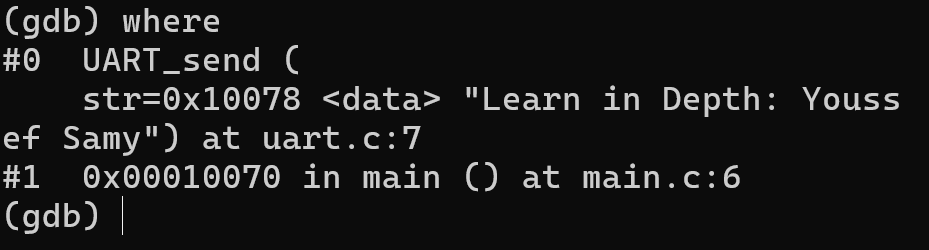 (gdb) where
#0  UART_send (
    str=0x10078 <data> "Learn in Depth: Youss
ef Samy") at uart.c:7
#1  0x00010070 in main () at main.c:6
(gdb)